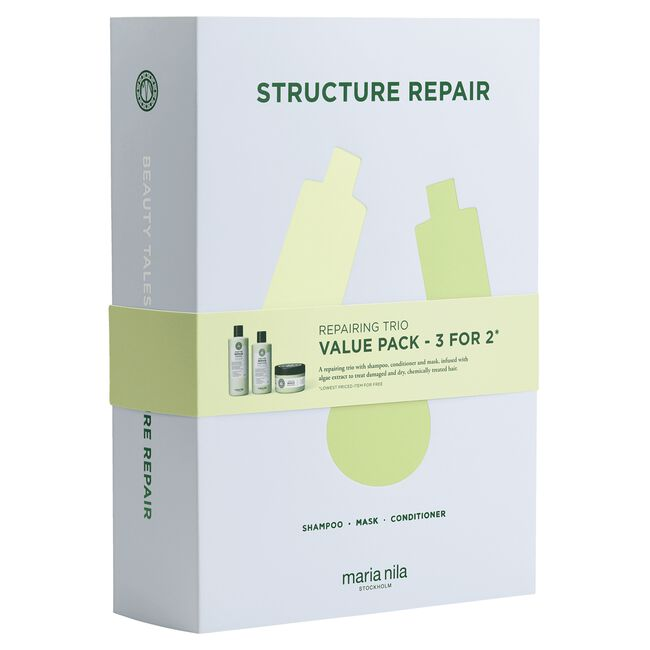 STRUCTURE REPAIR
BEAUTY TALES
RE REPAIR
REPAIRING TRIO
VALUE PACK - 3 FOR 2*
A repairing trio with shampoo, conditioner and mask, infused with
algae extract to treat damaged and dry, chemically treated hair.
*LOWEST PRICED ITEM FOR FREE
SHAMPOO · MASK · CONDITIONER
maria nila
STOCKHOLM